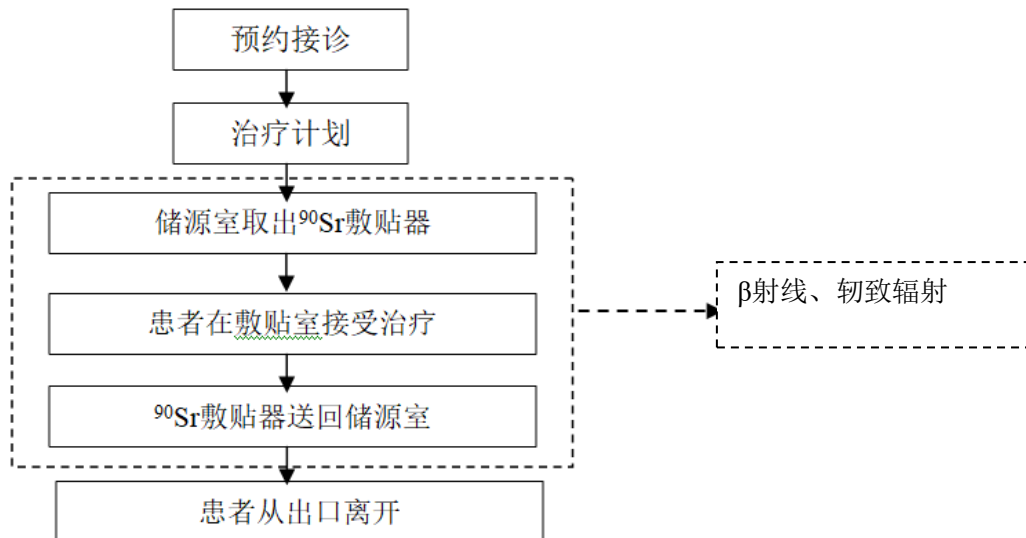 预约接诊
治疗计划
储源室取出⁹⁰Sr敷贴器
患者在敷贴室接受治疗
⁹⁰Sr敷贴器送回储源室
患者从出口离开
β射线、轫致辐射